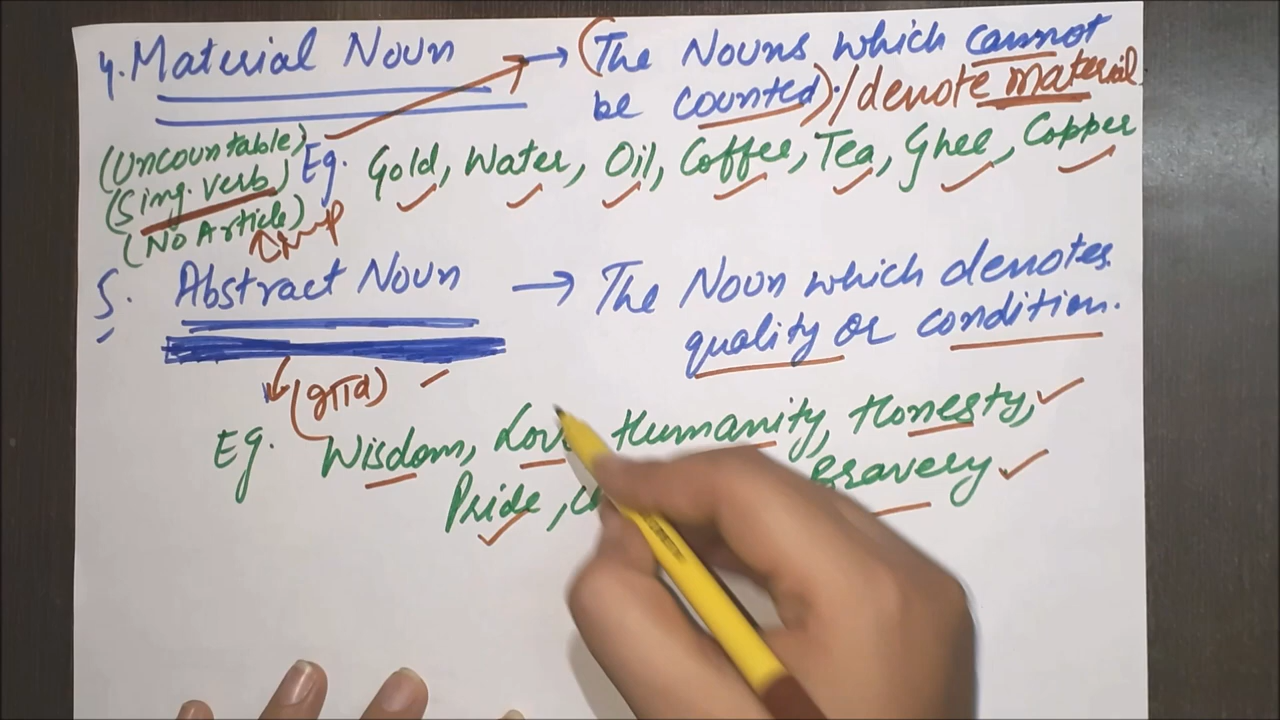 4. Material Noun → (The Nouns which cannot
be counted)./denote material
(Uncountable)
(Sing. verb)
(No Article)
Eg. Gold, Water, Oil, Coffee, Tea, Ghee, Copper
5. Abstract Noun → The Noun which denotes
quality or condition.
(भाव)
Eg. Wisdom, Love, Humanity, Honesty,
Pride, Bravery